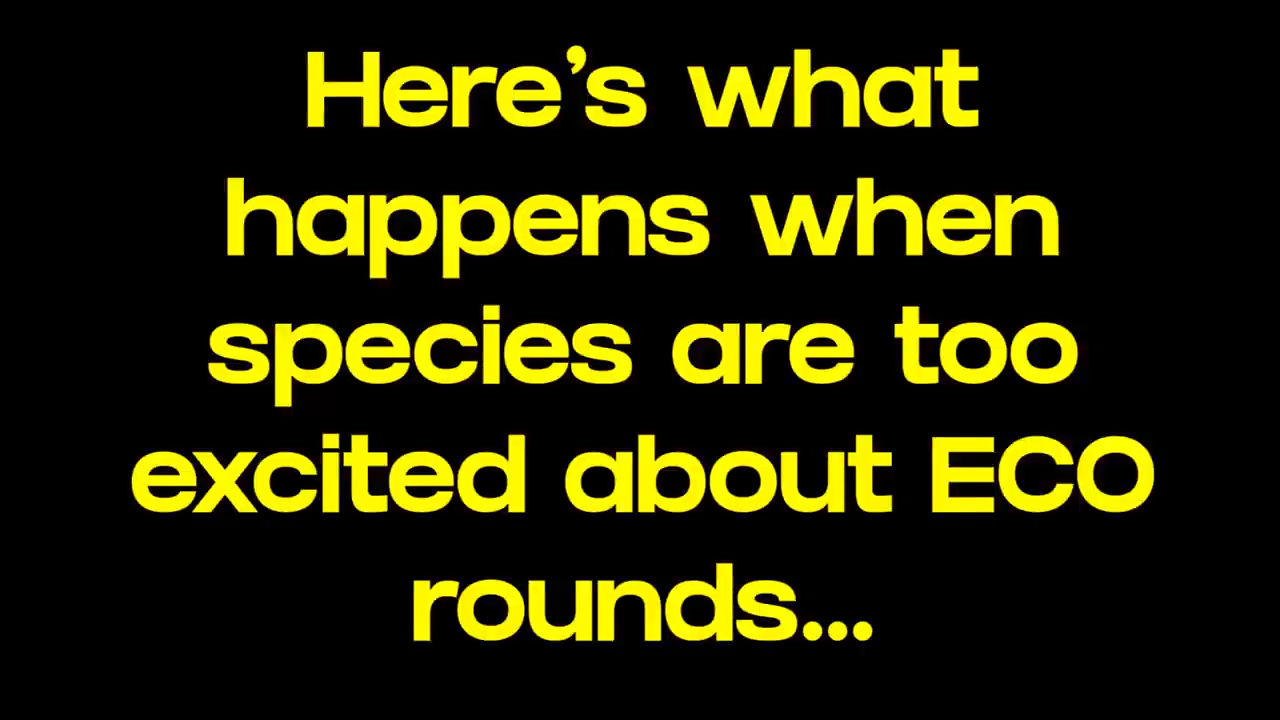 Here’s what
happens when
species are too
excited about ECO
rounds...